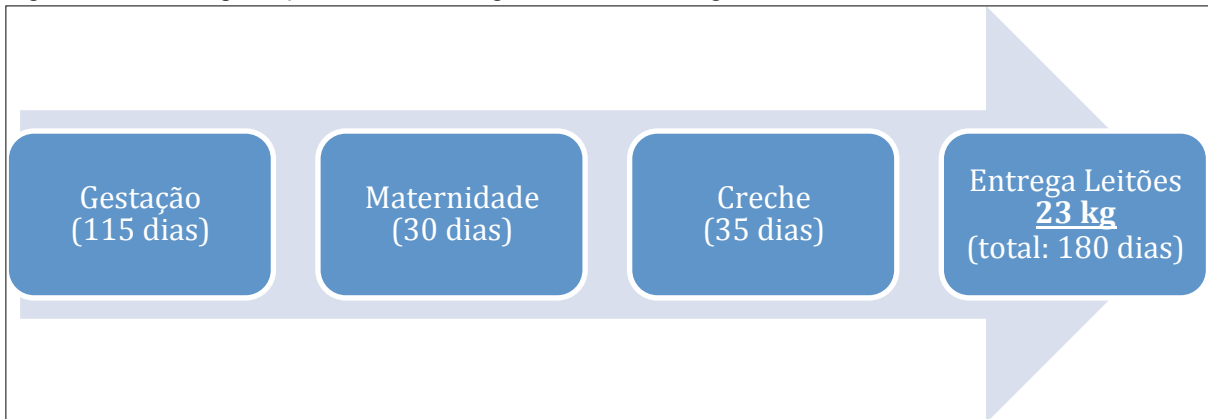 Gestação
(115 dias)
Maternidade
(30 dias)
Creche
(35 dias)
Entrega Leitões
23 kg
(total: 180 dias)